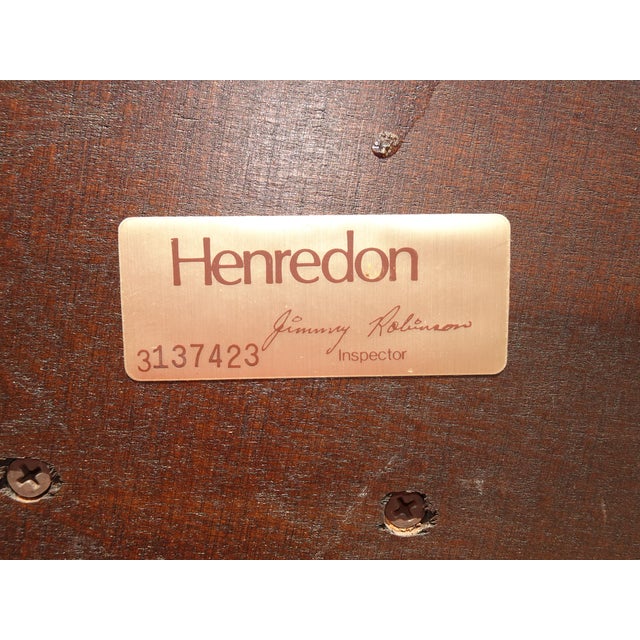 Henredon
Jimmy Robinson
3137423 Inspector